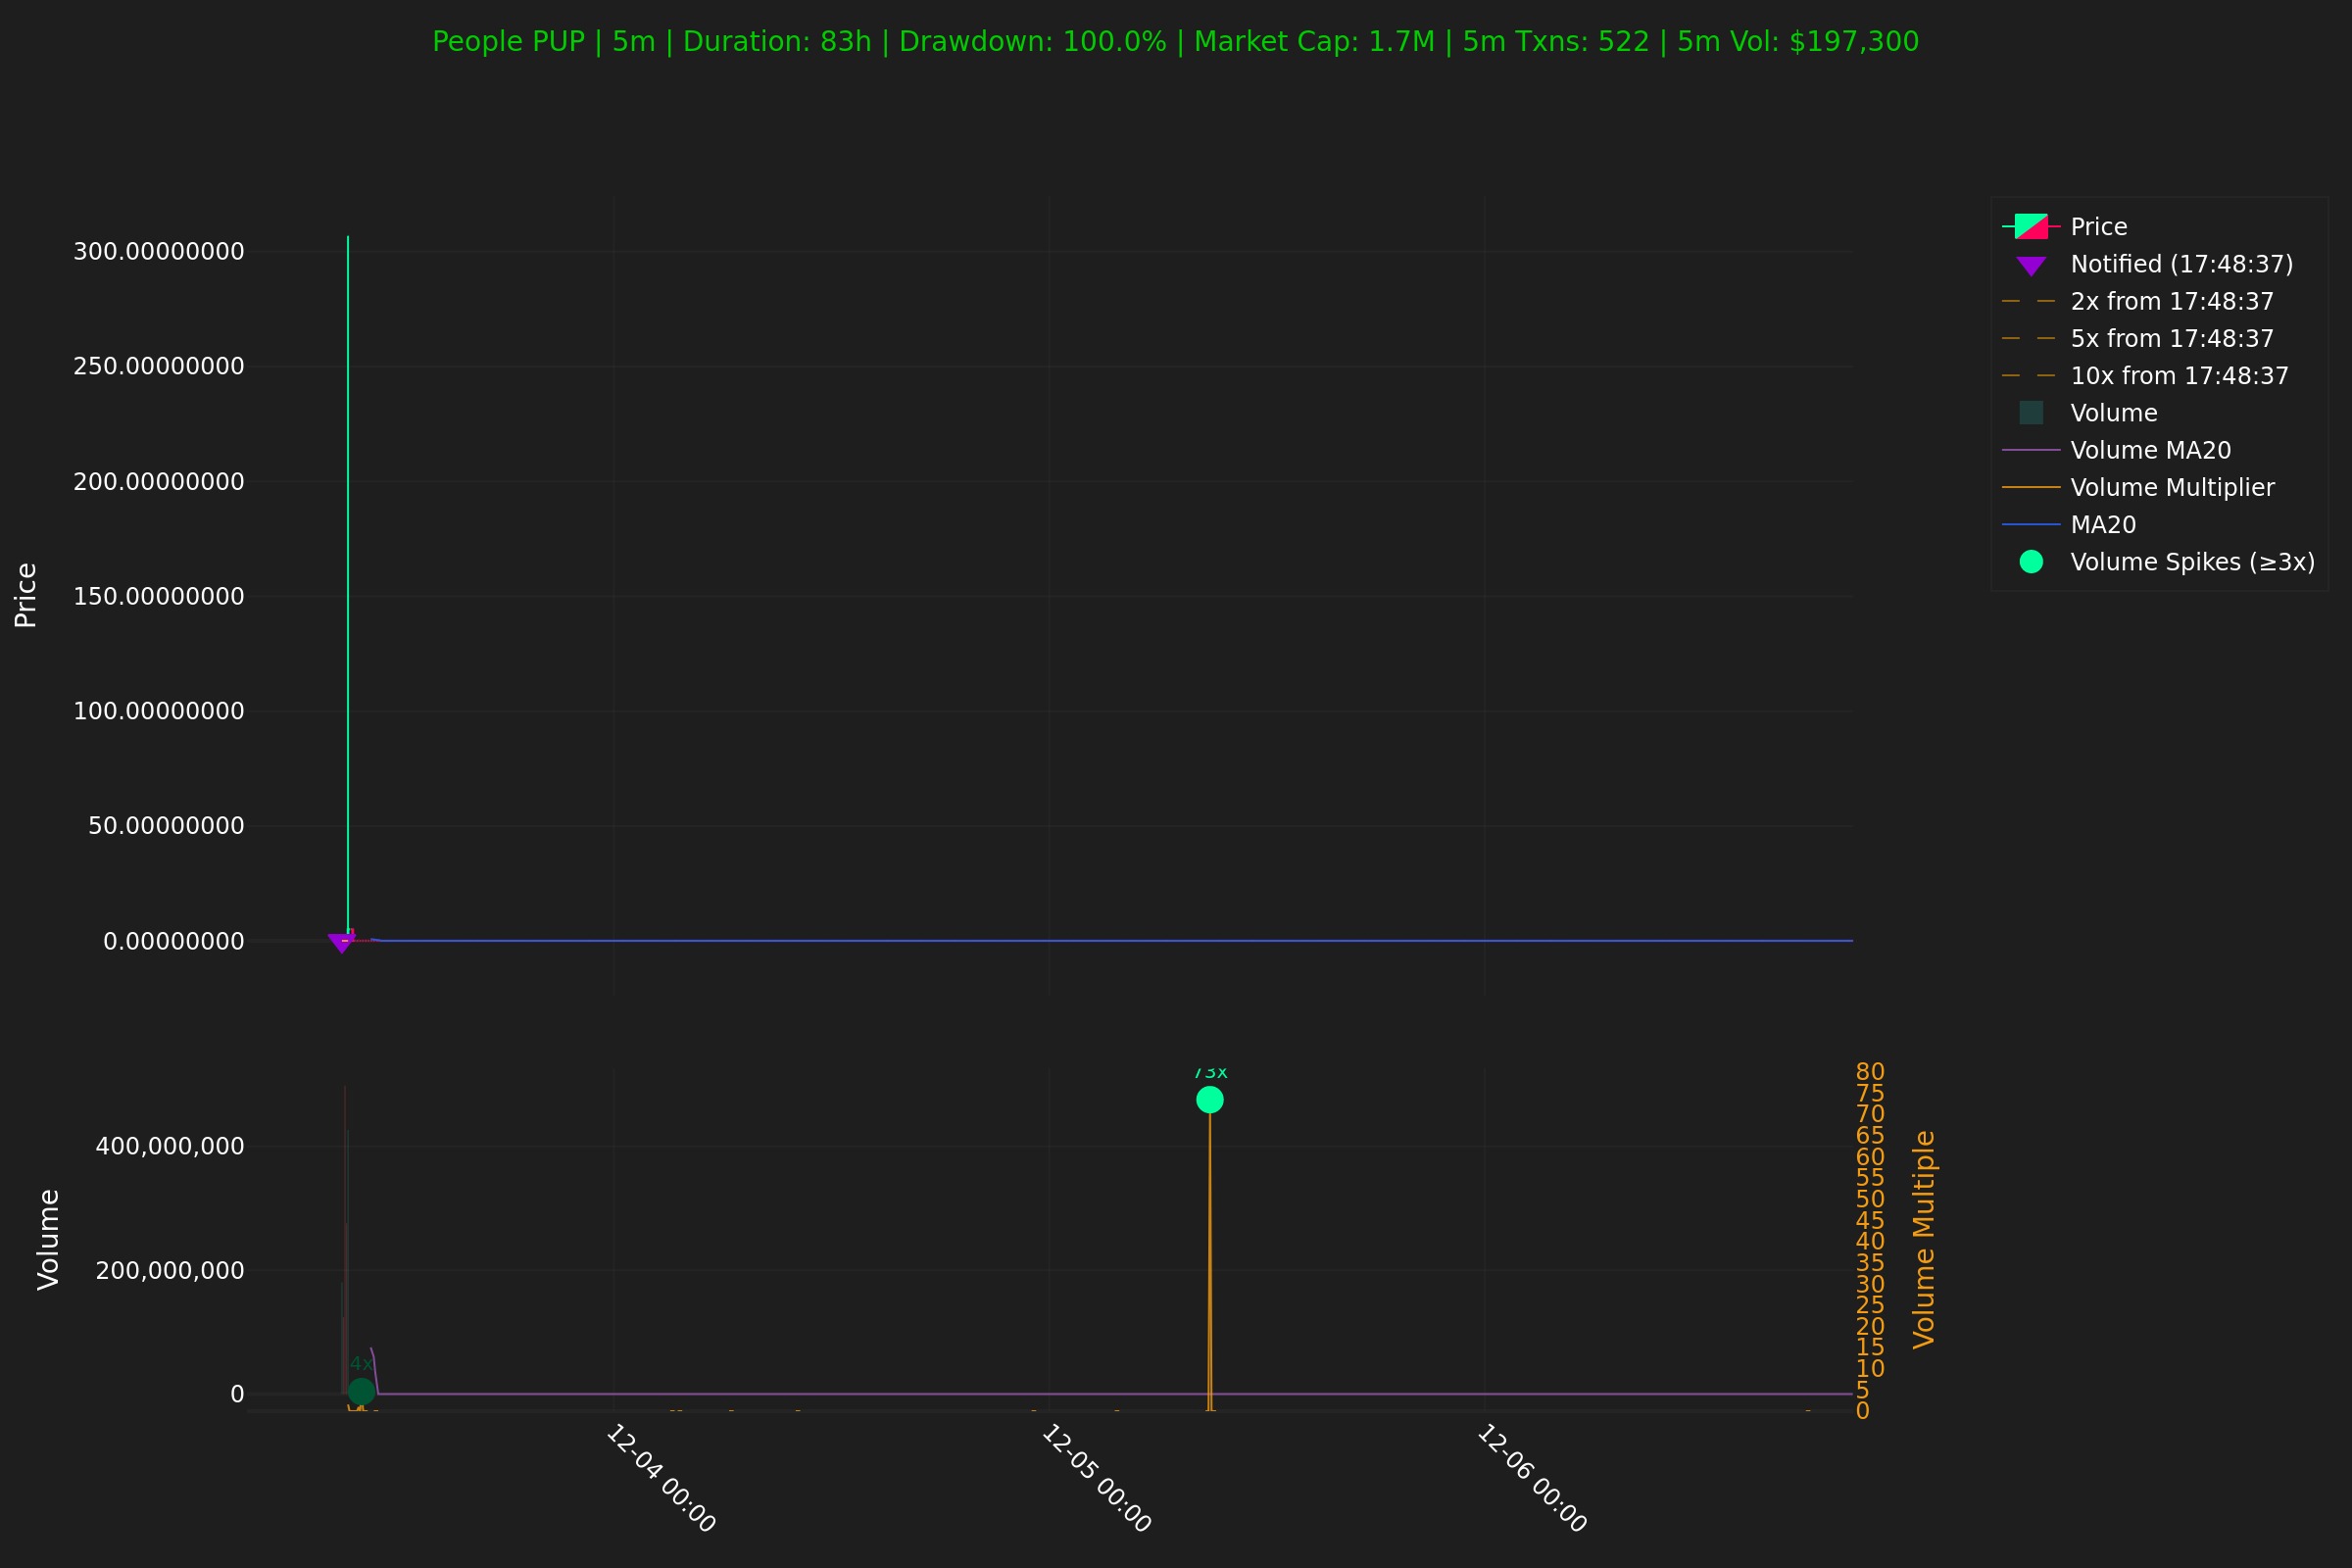 People PUP | 5m | Duration: 83h | Drawdown: 100.0% | Market Cap: 1.7M | 5m Txns: 522 | 5m Vol: $197,300
Price
300.00000000
250.00000000
200.00000000
150.00000000
100.00000000
50.00000000
0.00000000
Price
Notified (17:48:37)
2x from 17:48:37
5x from 17:48:37
10x from 17:48:37
Volume
Volume MA20
Volume Multiplier
MA20
Volume Spikes (≥3x)
Volume
400,000,000
200,000,000
0
4x
73x
80
75
70
65
60
55
50
45
40
35
30
25
20
15
10
5
0
Volume Multiple
12-04 00:00
12-05 00:00
12-06 00:00